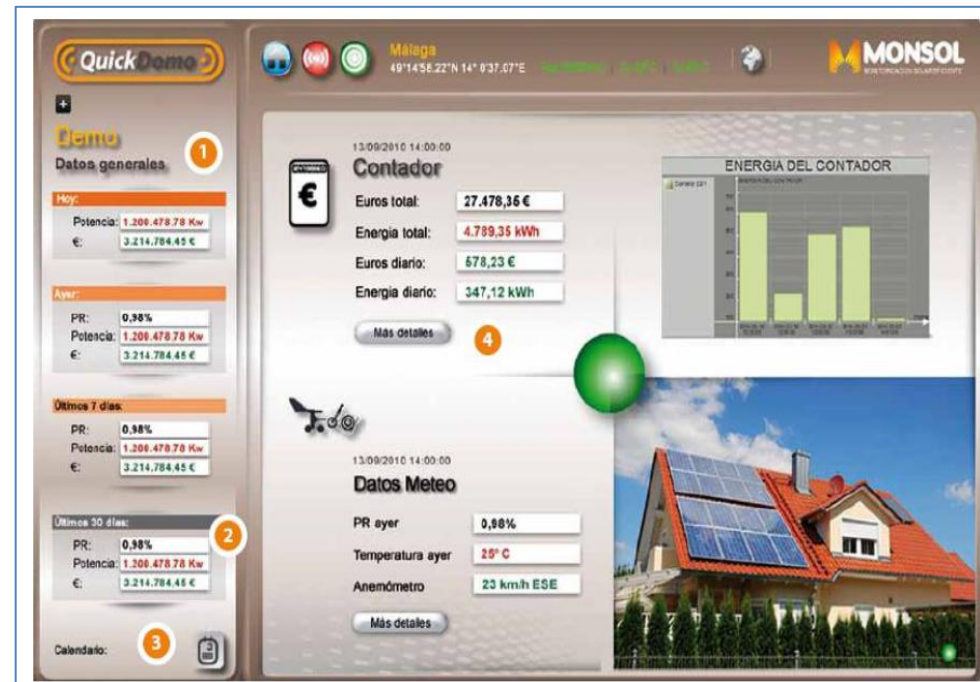 QuickDemo
Málaga
49°14'58.22"N 14° 0'37.07"E
MONSOL
Demo
Datos generales
1
Hoy:
Potencia: 1.200.478.78 Kw
€: 3.214.784,45 €
Ayer:
PR: 0,98%
Potencia: 1.200.478.78 Kw
€: 3.214.784.45 €
Últimos 7 días:
PR: 0,98%
Potencia: 1.200.478.78 Kw
€: 3.214.784,45 €
Últimos 30 días:
2
PR: 0,98%
Potencia: 1.200.478.78 Kw
€: 3.214.784.45 €
Calendario:
3
13/09/2010 14:00:00
Contador
€
Euros total: 27.478,35 €
Energia total: 4.789,35 kWh
Euros diario: 578,23 €
Energia diario: 347,12 kWh
Más detalles
4
ENERGIA DEL CONTADOR
13/09/2010 14:00:00
Datos Meteo
PR ayer 0,98%
Temperatura ayer 25° C
Anemómetro 23 km/h ESE
Más detalles